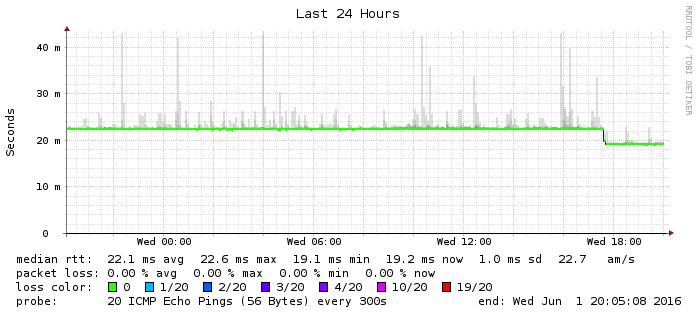 Last 24 Hours
RRDTOOL / TOBI OETIKER
Seconds
40 m
30 m
20 m
10 m
0
Wed 00:00 Wed 06:00 Wed 12:00 Wed 18:00
median rtt: 22.1 ms avg 22.6 ms max 19.1 ms min 19.2 ms now 1.0 ms sd 22.7 am/s
packet loss: 0.00 % avg 0.00 % max 0.00 % min 0.00 % now
loss color: 0 1/20 2/20 3/20 4/20 10/20 19/20
probe: 20 ICMP Echo Pings (56 Bytes) every 300s end: Wed Jun 1 20:05:08 2016